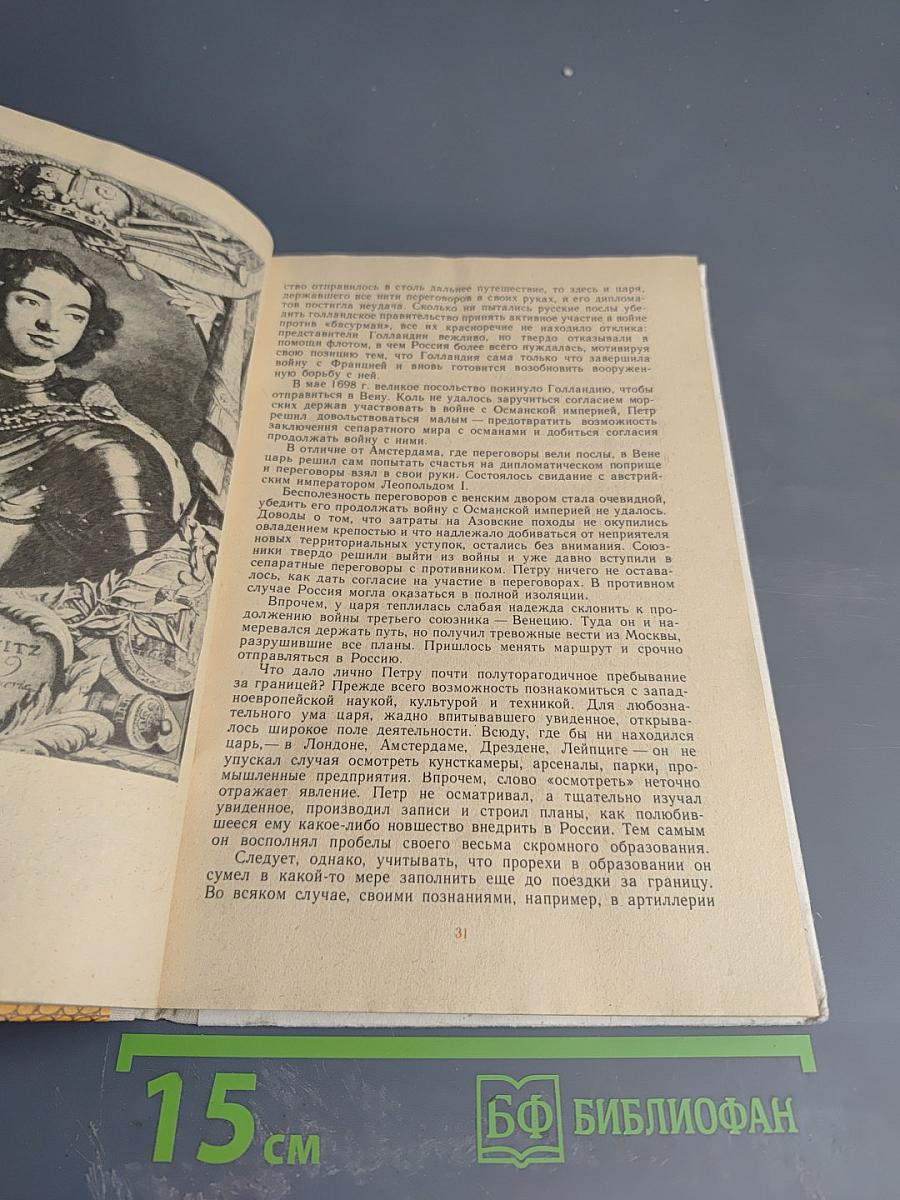 WITZ
9
ство отправилось в столь дальнее путешествие, то здесь и царя,
державшего все нити переговоров в своих руках, и его диплома-
тов постигла неудача. Сколько ни пытались русские послы убе-
дить голландское правительство принять активное участие в войне
против «басурман», все их красноречие не находило отклика:
представители Голландии вежливо, но твердо отказывали в
помощи флотом, в чем Россия более всего нуждалась, мотивируя
свою позицию тем, что Голландия сама только что завершила
войну с Францией и вновь готовится возобновить вооружен-
ную борьбу с ней.
В мае 1698 г. великое посольство покинуло Голландию, чтобы
отправиться в Вену. Коль не удалось заручиться согласием мор-
ских держав участвовать в войне с Османской империей, Петр
решил довольствоваться малым — предотвратить возможность
заключения сепаратного мира с османами и добиться согласия
продолжать войну с ними.
В отличие от Амстердама, где переговоры вели послы, в Вене
царь решил сам попытать счастья на дипломатическом поприще
и переговоры взял в свои руки. Состоялось свидание с австрий-
ским императором Леопольдом I.
Бесполезность переговоров с венским двором стала очевидной,
убедить его продолжать войну с Османской империей не удалось.
Доводы о том, что затраты на Азовские походы не окупились
овладением крепостью и что надлежало добиваться от неприятеля
новых территориальных уступок, остались без внимания. Союз-
ники твердо решили выйти из войны и уже давно вступили в
сепаратные переговоры с противником. Петру ничего не остава-
лось, как дать согласие на участие в переговорах. В противном
случае Россия могла оказаться в полной изоляции.
Впрочем, у царя теплилась слабая надежда склонить к про-
должению войны третьего союзника — Венецию. Туда он и на-
меревался держать путь, но получил тревожные вести из Москвы,
разрушившие все планы. Пришлось менять маршрут и срочно
отправляться в Россию.
Что дало лично Петру почти полуторагодичное пребывание
за границей? Прежде всего возможность познакомиться с запад-
ноевропейской наукой, культурой и техникой. Для любозна-
тельного ума царя, жадно впитывавшего увиденное, открыва-
лось широкое поле деятельности. Всюду, где бы ни находился
царь,— в Лондоне, Амстердаме, Дрездене, Лейпциге — он не
упускал случая осмотреть кунсткамеры, арсеналы, парки, про-
мышленные предприятия. Впрочем, слово «осмотреть» неточно
отражает явление. Петр не осматривал, а тщательно изучал
увиденное, производил записи и строил планы, как полюбив-
шееся ему какое-либо новшество внедрить в России. Тем самым
он восполнял пробелы своего весьма скромного образования.
Следует, однако, учитывать, что прорехи в образовании он
сумел в какой-то мере заполнить еще до поездки за границу.
Во всяком случае, своими познаниями, например, в артиллерии
31
15 см
БФ БИБЛИОФАН